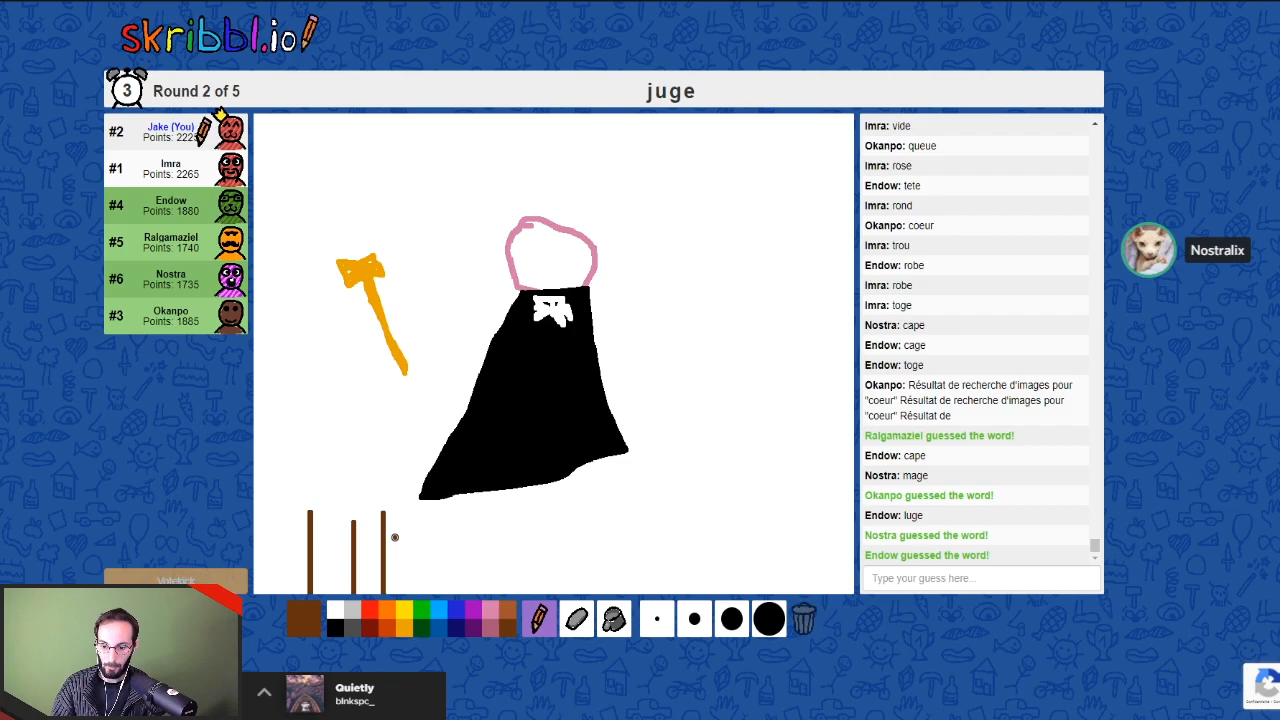 skribbl.io
3
Round 2 of 5
juge
#2
Jake (You)
Points: 2225
#1
Imra
Points: 2265
#4
Endow
Points: 1880
#5
Ralgamaziel
Points: 1740
#6
Nostra
Points: 1735
#3
Okanpo
Points: 1885
Votekick
Imra: vide
Okanpo: queue
Imra: rose
Endow: tete
Imra: rond
Okanpo: coeur
Imra: trou
Endow: robe
Imra: robe
Imra: toge
Nostra: cape
Endow: cage
Endow: toge
Okanpo: Résultat de recherche d'images pour
"coeur" Résultat de recherche d'images pour
"coeur" Résultat de
Ralgamaziel guessed the word!
Endow: cape
Nostra: mage
Okanpo guessed the word!
Endow: luge
Nostra guessed the word!
Endow guessed the word!
Type your guess here...
Nostralix
Quietly
blnkspc_